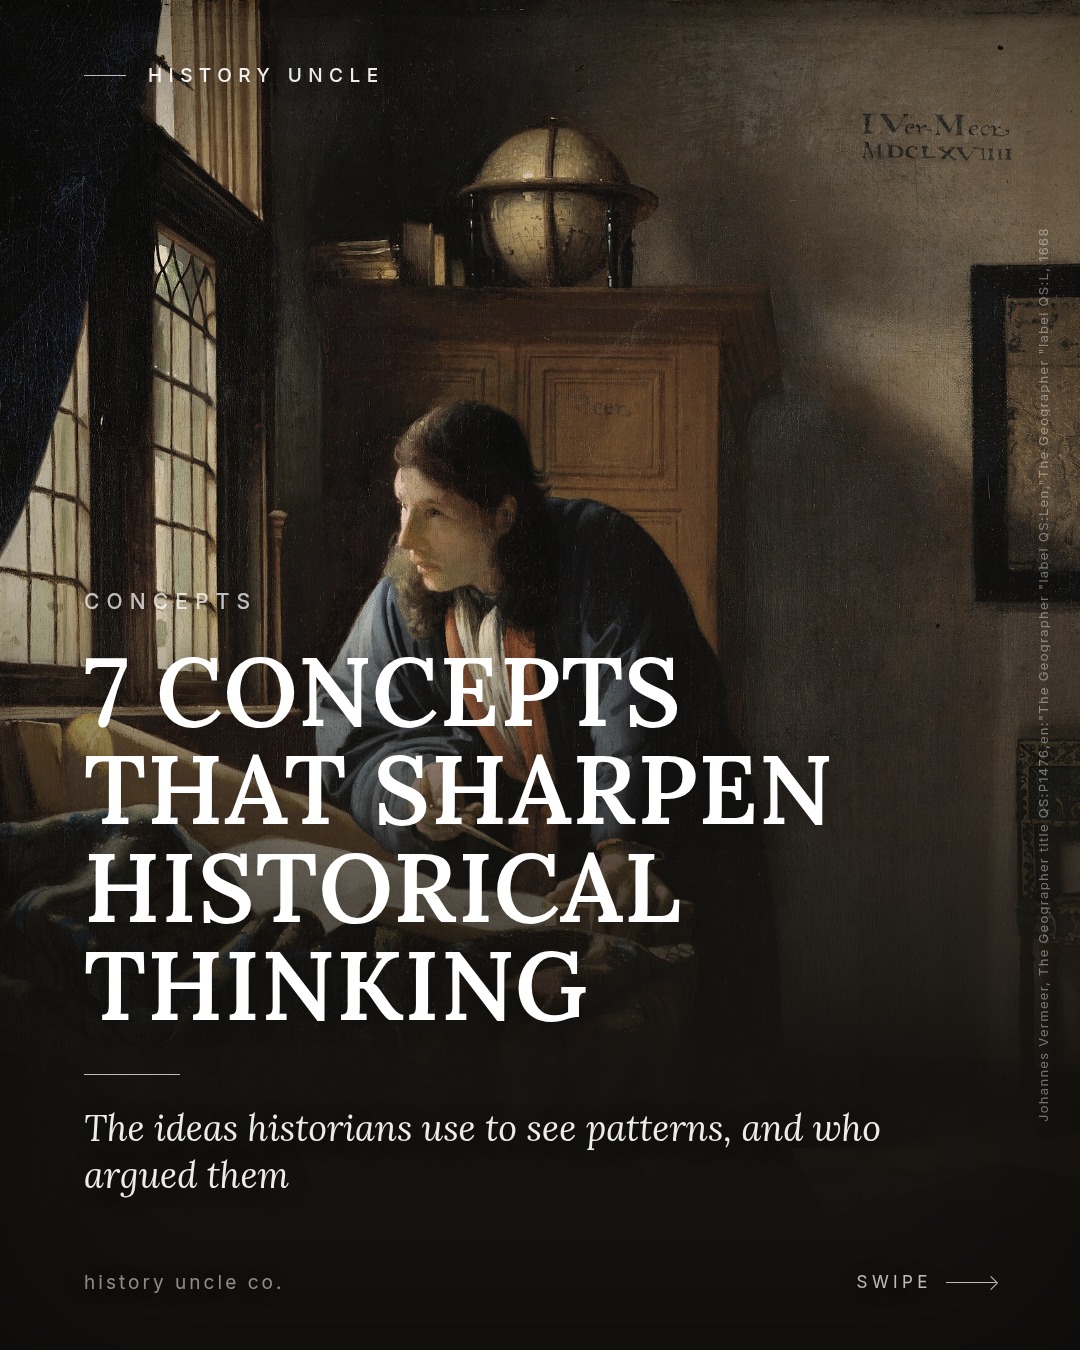 HISTORY UNCLE
I Ver-Meer
MDCLXVIIII
Meer
CONCEPTS
7 CONCEPTS
THAT SHARPEN
HISTORICAL
THINKING
The ideas historians use to see patterns, and who
argued them
history uncle co.
SWIPE
Johannes Vermeer, The Geographer title QS:P1476,en:"The Geographer "label QS:Len,"The Geographer "label QS:L, 1668